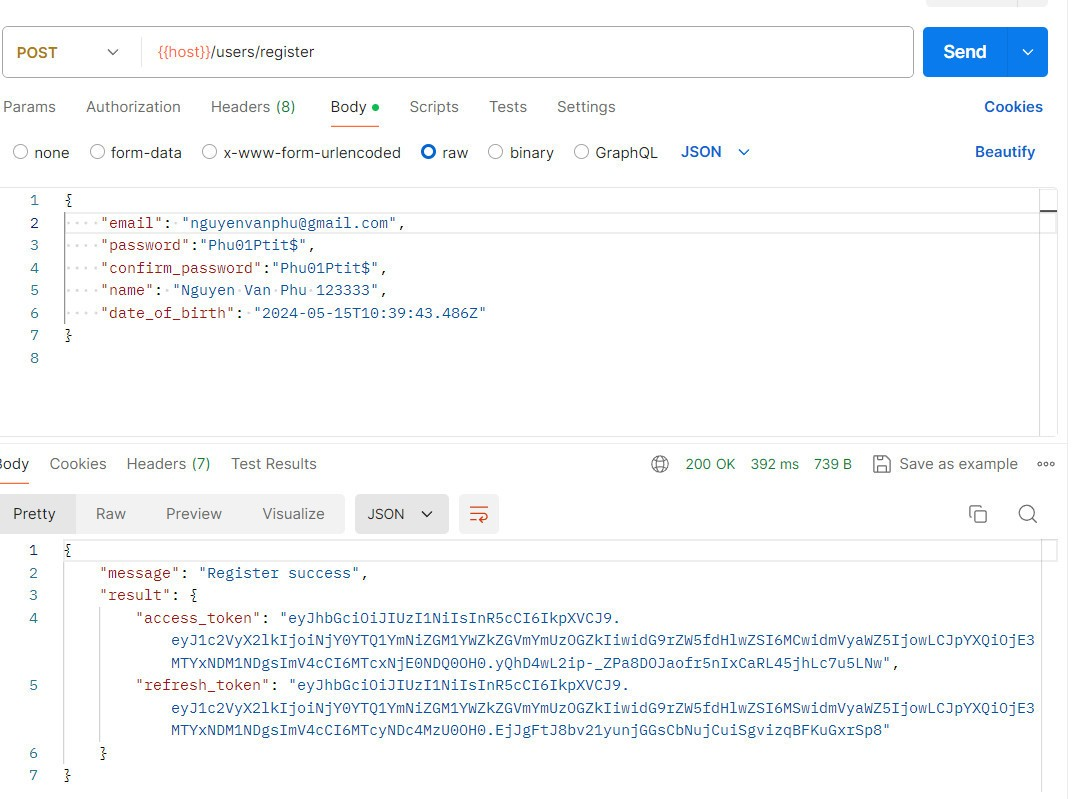 POST {{host}}/users/register Send
Params Authorization Headers (8) Body Scripts Tests Settings Cookies
none form-data x-www-form-urlencoded raw binary GraphQL JSON Beautify
1 {
2 "email": "nguyenvanphu@gmail.com",
3 "password":"Phu01Ptit$",
4 "confirm_password":"Phu01Ptit$",
5 "name": "Nguyen Van Phu 123333",
6 "date_of_birth": "2024-05-15T10:39:43.486Z"
7 }
8
Body Cookies Headers (7) Test Results 200 OK 392 ms 739 B Save as example
Pretty Raw Preview Visualize JSON
1 {
2 "message": "Register success",
3 "result": {
4 "access_token": "eyJhbGciOiJIUzI1NiIsInR5cCI6IkpXVCJ9.
eyJ1c2VyX2lkIjoiNjY0YTQ1YmNiZGM1YWZkZGVmYmUzOGZkIiwidG9rZW5fdHlwZSI6MCwidmVyaWZ5IjowLCJpYXQiOjE3
MTYxNDM1NDgsImV4cCI6MTcxNjE0NDQ0OH0.yQhD4wL2ip-_ZPa8DOJaofr5nIxCaRL45jhLc7u5LNw",
5 "refresh_token": "eyJhbGciOiJIUzI1NiIsInR5cCI6IkpXVCJ9.
eyJ1c2VyX2lkIjoiNjY0YTQ1YmNiZGM1YWZkZGVmYmUzOGZkIiwidG9rZW5fdHlwZSI6MSwidmVyaWZ5IjowLCJpYXQiOjE3
MTYxNDM1NDgsImV4cCI6MTcyNDc4MzU0OH0.EjJgFtJ8bv21yunjGGsCbNujCuiSgvizqBFKuGxrSp8"
6 }
7 }